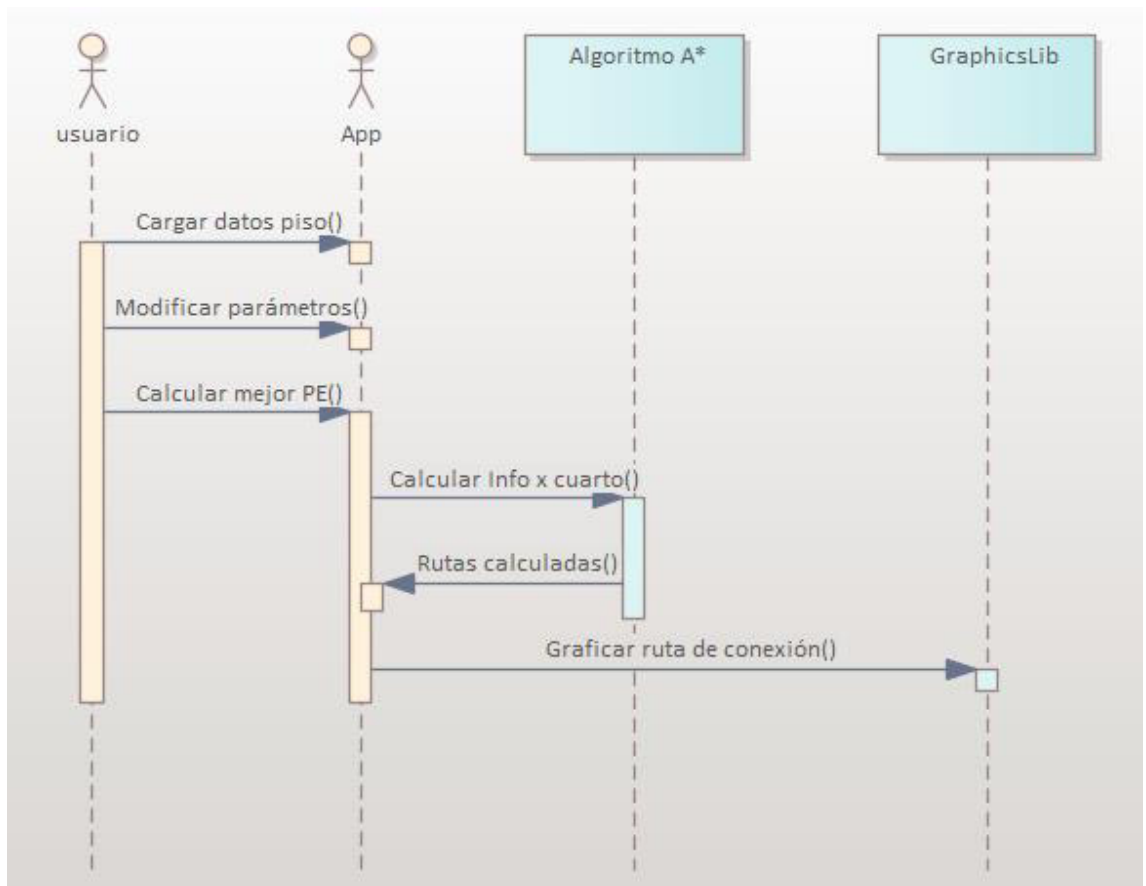 Algoritmo A*
GraphicsLib
usuario
App
Cargar datos piso()
Modificar parámetros()
Calcular mejor PE()
Calcular Info x cuarto()
Rutas calculadas()
Graficar ruta de conexión()